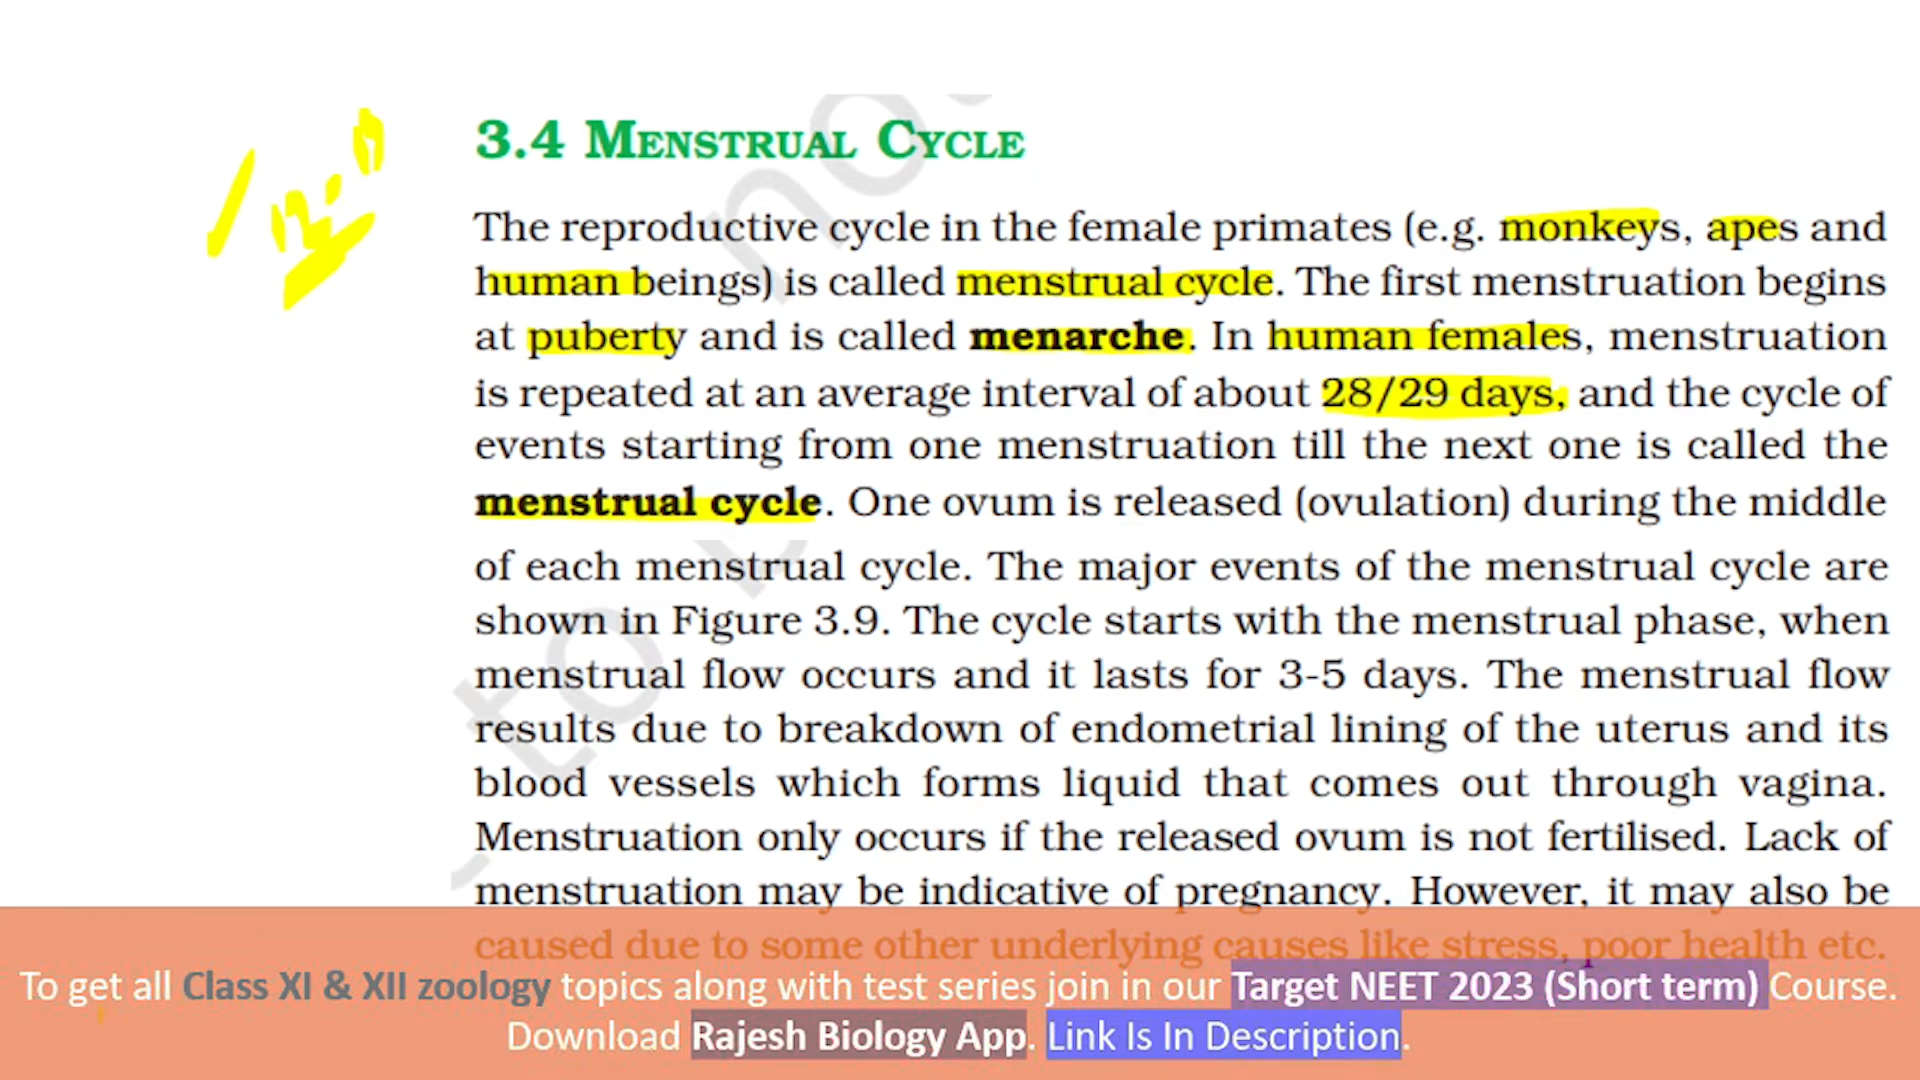 3.4 MENSTRUAL CYCLE
The reproductive cycle in the female primates (e.g. monkeys, apes and
human beings) is called menstrual cycle. The first menstruation begins
at puberty and is called menarche. In human females, menstruation
is repeated at an average interval of about 28/29 days, and the cycle of
events starting from one menstruation till the next one is called the
menstrual cycle. One ovum is released (ovulation) during the middle
of each menstrual cycle. The major events of the menstrual cycle are
shown in Figure 3.9. The cycle starts with the menstrual phase, when
menstrual flow occurs and it lasts for 3-5 days. The menstrual flow
results due to breakdown of endometrial lining of the uterus and its
blood vessels which forms liquid that comes out through vagina.
Menstruation only occurs if the released ovum is not fertilised. Lack of
menstruation may be indicative of pregnancy. However, it may also be
caused due to some other underlying causes like stress, poor health etc.
To get all Class XI & XII zoology topics along with test series join in our Target NEET 2023 (Short term) Course.
Download Rajesh Biology App. Link Is In Description.